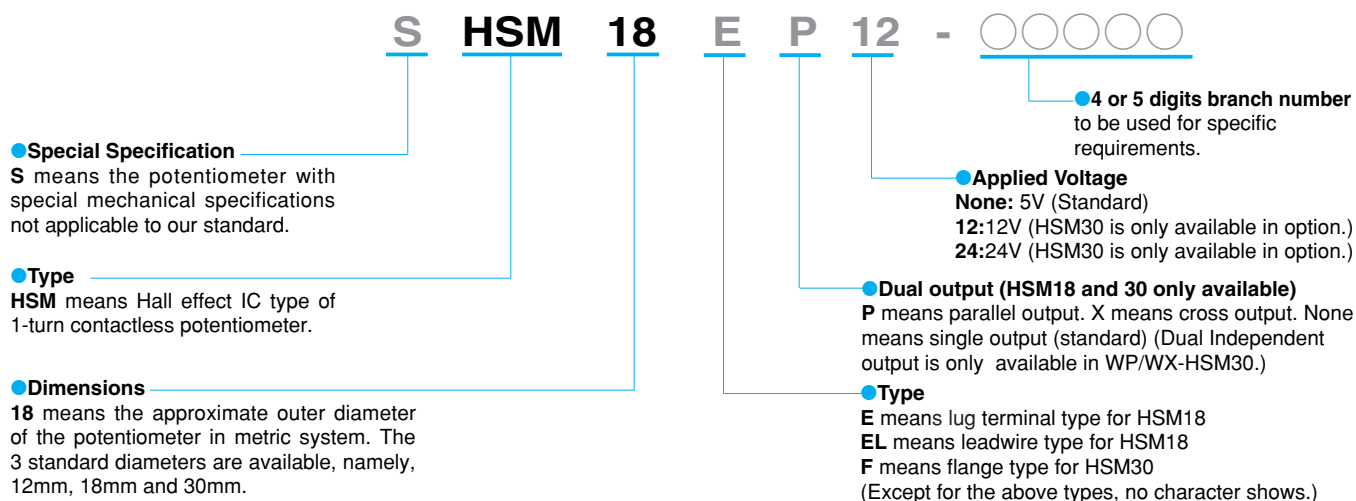 S HSM 18 E P 12 - ○○○○○
●4 or 5 digits branch number
to be used for specific
requirements.
●Special Specification
S means the potentiometer with
special mechanical specifications
not applicable to our standard.
●Applied Voltage
None: 5V (Standard)
12:12V (HSM30 is only available in option.)
24:24V (HSM30 is only available in option.)
●Type
HSM means Hall effect IC type of
1-turn contactless potentiometer.
●Dual output (HSM18 and 30 only available)
P means parallel output. X means cross output. None
means single output (standard) (Dual Independent
output is only available in WP/WX-HSM30.)
●Dimensions
18 means the approximate outer diameter
of the potentiometer in metric system. The
3 standard diameters are available, namely,
12mm, 18mm and 30mm.
●Type
E means lug terminal type for HSM18
EL means leadwire type for HSM18
F means flange type for HSM30
(Except for the above types, no character shows.)